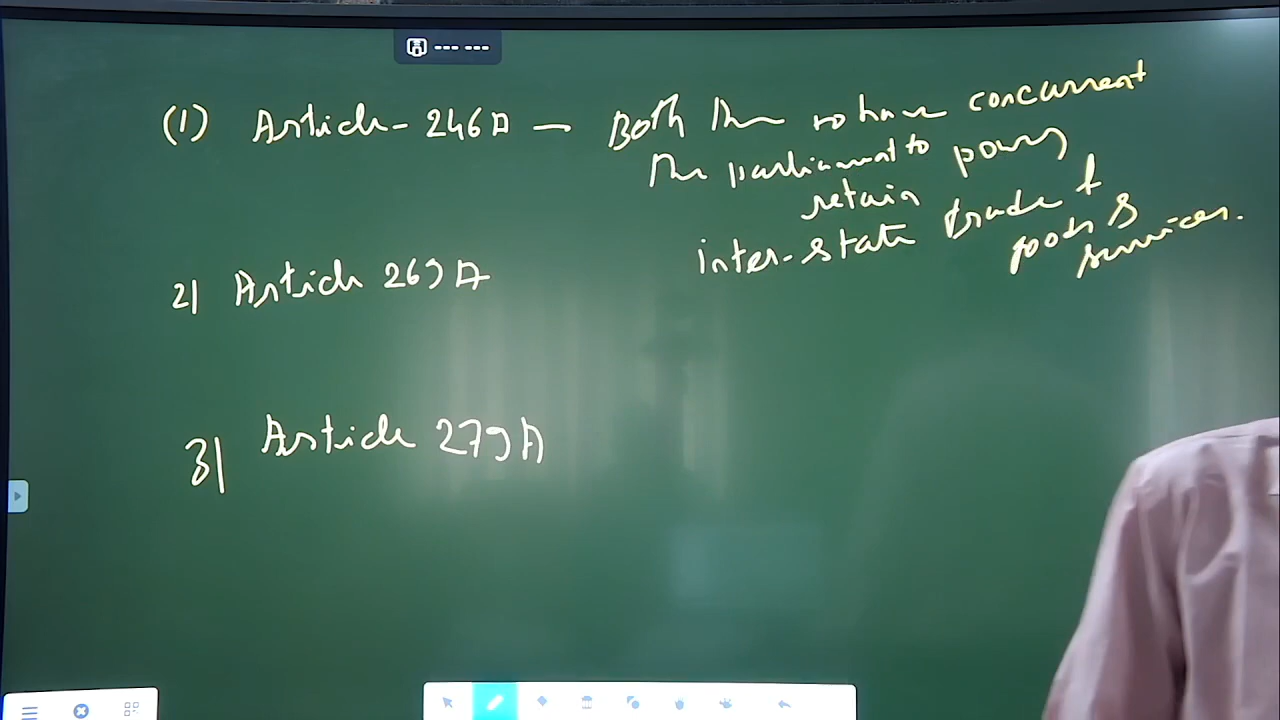 (1) Article - 246A — Both the to have concurrent
the parliament to powers
retain
inter-state trade &
goods &
services.
2) Article 269A
3) Article 279A